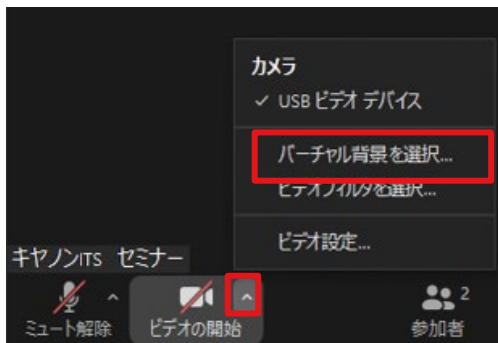 カメラ
✓ USB ビデオ デバイス
バーチャル背景を選択...
ビデオフィルタを選択...
ビデオ設定...
キヤノンITS セミナー
2
ミュート解除 ビデオの開始 参加者